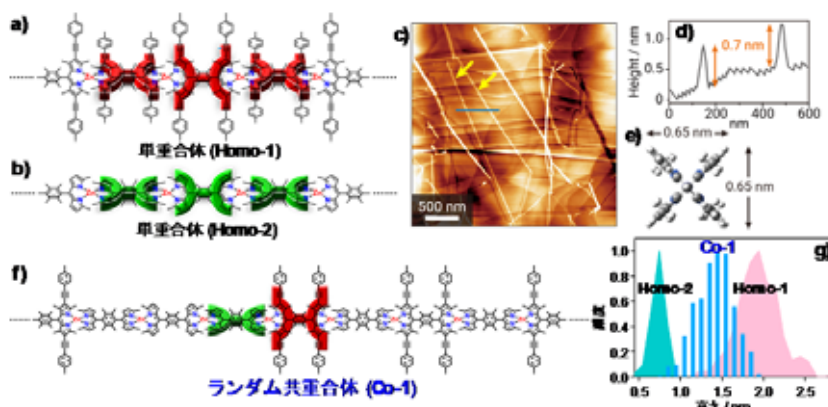 a)
単重合体 (Homo-1)
b)
単重合体 (Homo-2)
c)
500 nm
d)
Height / nm
1.0
0.5
0
0.7 nm
0 200 400 600
nm
e)
0.65 nm
0.65 nm
f)
ランダム共重合体 (Co-1)
g)
Co-1
Homo-2
Homo-1
1.0
0.8
0.6
0.4
0.2
0.0
0.5 1.0 1.5 2.0 2.5